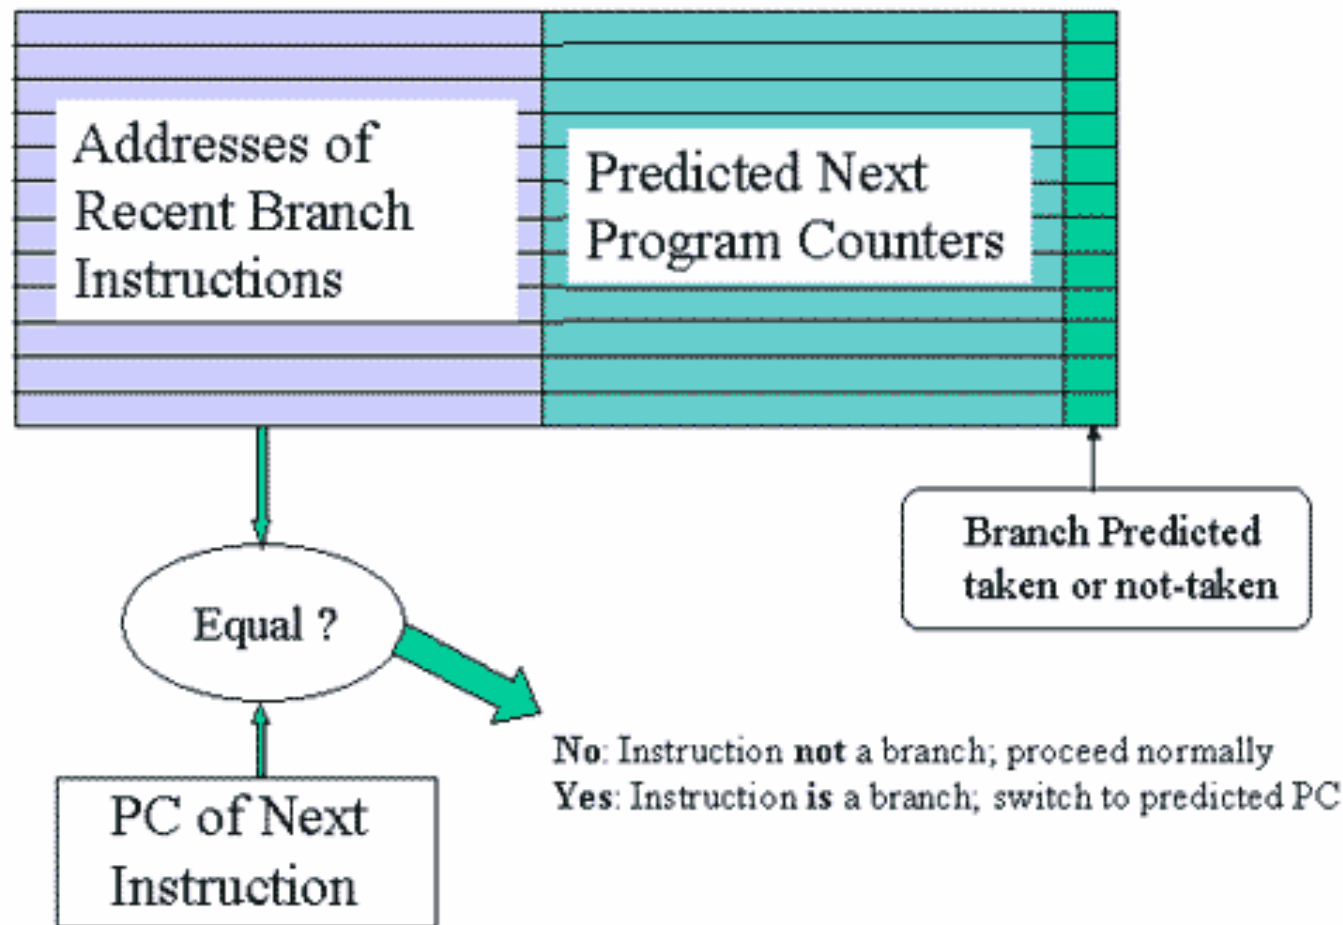 Addresses of
Recent Branch
Instructions
Predicted Next
Program Counters
Branch Predicted
taken or not-taken
Equal ?
No: Instruction not a branch; proceed normally
Yes: Instruction is a branch; switch to predicted PC
PC of Next
Instruction